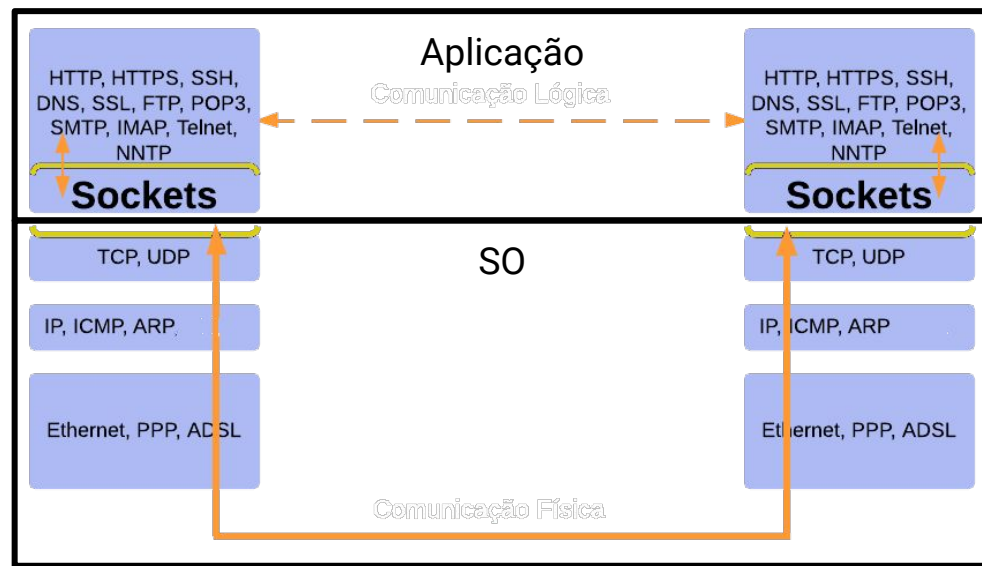 Aplicação
Comunicação Lógica
HTTP, HTTPS, SSH,
DNS, SSL, FTP, POP3,
SMTP, IMAP, Telnet,
NNTP
Sockets
HTTP, HTTPS, SSH,
DNS, SSL, FTP, POP3,
SMTP, IMAP, Telnet,
NNTP
Sockets
SO
TCP, UDP
TCP, UDP
IP, ICMP, ARP
IP, ICMP, ARP
Ethernet, PPP, ADSL
Ethernet, PPP, ADSL
Comunicação Física